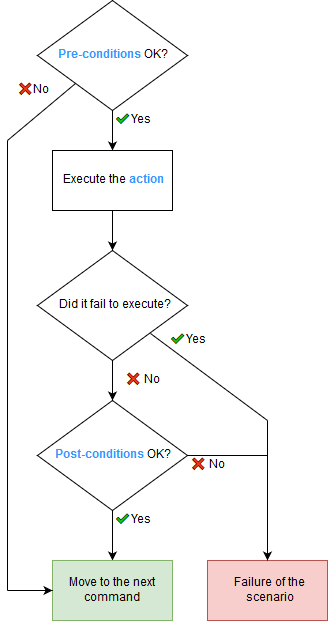 Pre-conditions OK?
No
Yes
Execute the action
Did it fail to execute?
Yes
No
Post-conditions OK?
No
Yes
Move to the next
command
Failure of the
scenario